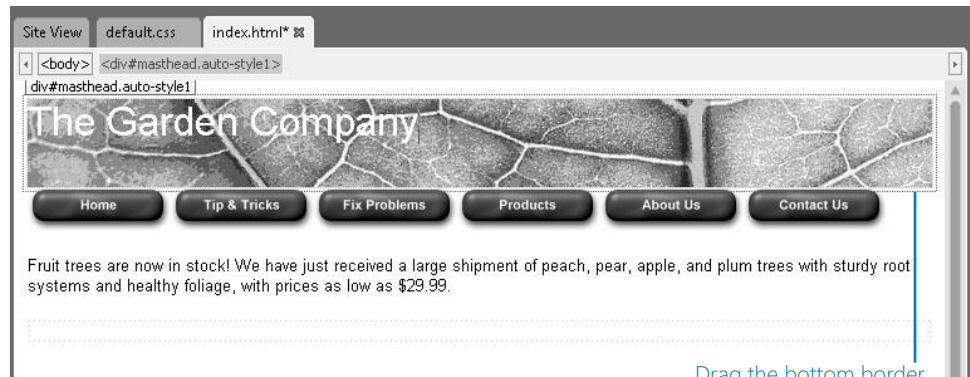 Site View default.css index.html*
<body> <div#masthead.auto-style1>
div#masthead.auto-style1
The Garden Company
Home Tip & Tricks Fix Problems Products About Us Contact Us
Fruit trees are now in stock! We have just received a large shipment of peach, pear, apple, and plum trees with sturdy root
systems and healthy foliage, with prices as low as $29.99.
Drag the bottom border